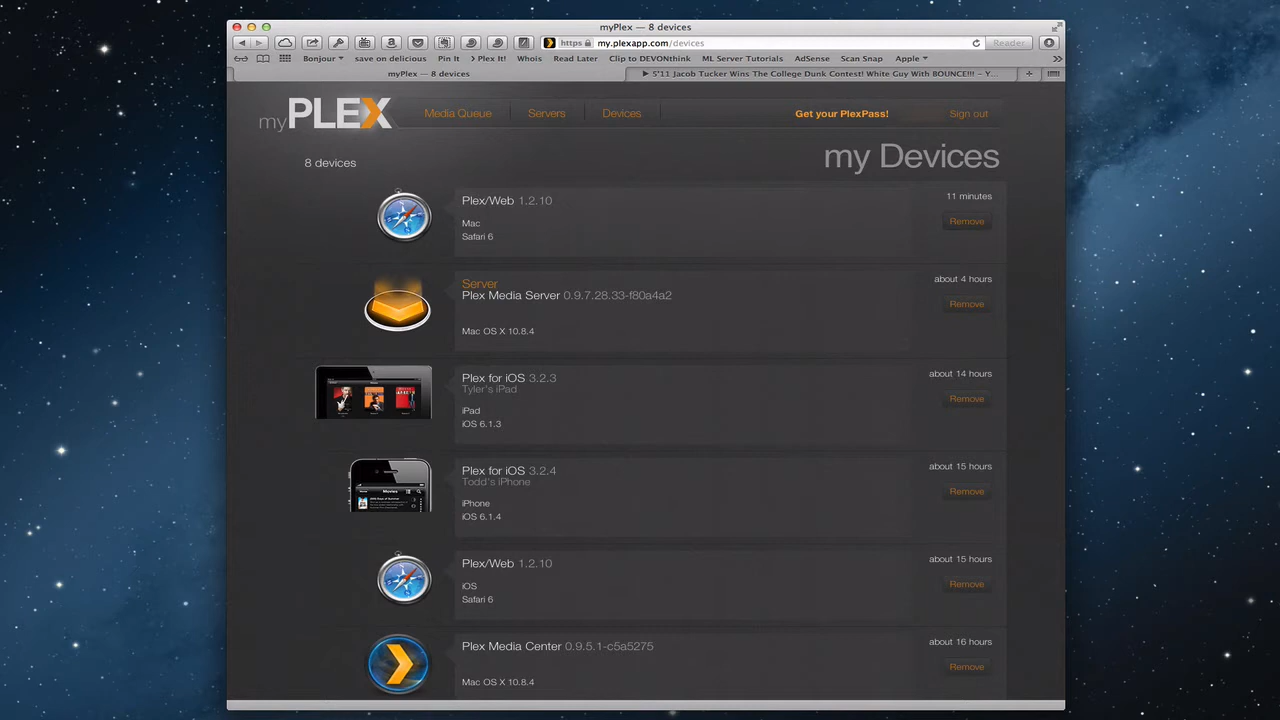 myPlex — 8 devices
https my.plexapp.com/devices
Reader
Bonjour save on delicious Pin It > Plex It! Whois Read Later Clip to DEVONthink AdSense ML Server Tutorials Scan Snap Apple
myPlex — 8 devices
5'11 Jacob Tucker Wins The College Dunk Contest! White Guy With BOUNCE!!! – Y...
myPLEX
Media Queue Servers Devices Get your PlexPass! Sign out
8 devices
my Devices
Plex/Web 1.2.10
11 minutes
Mac
Safari 6
Remove
Server
Plex Media Server 0.9.7.28.33-f80a4a2
about 4 hours
Remove
Mac OS X 10.8.4
Plex for iOS 3.2.3
Tyler's iPad
about 14 hours
Remove
iPad
iOS 6.1.3
Plex for iOS 3.2.4
Todd's iPhone
about 15 hours
Remove
Movies
iPhone
iOS 6.1.4
Plex/Web 1.2.10
about 15 hours
Remove
iOS
Safari 6
Plex Media Center 0.9.5.1-c5a5275
about 16 hours
Remove
Mac OS X 10.8.4